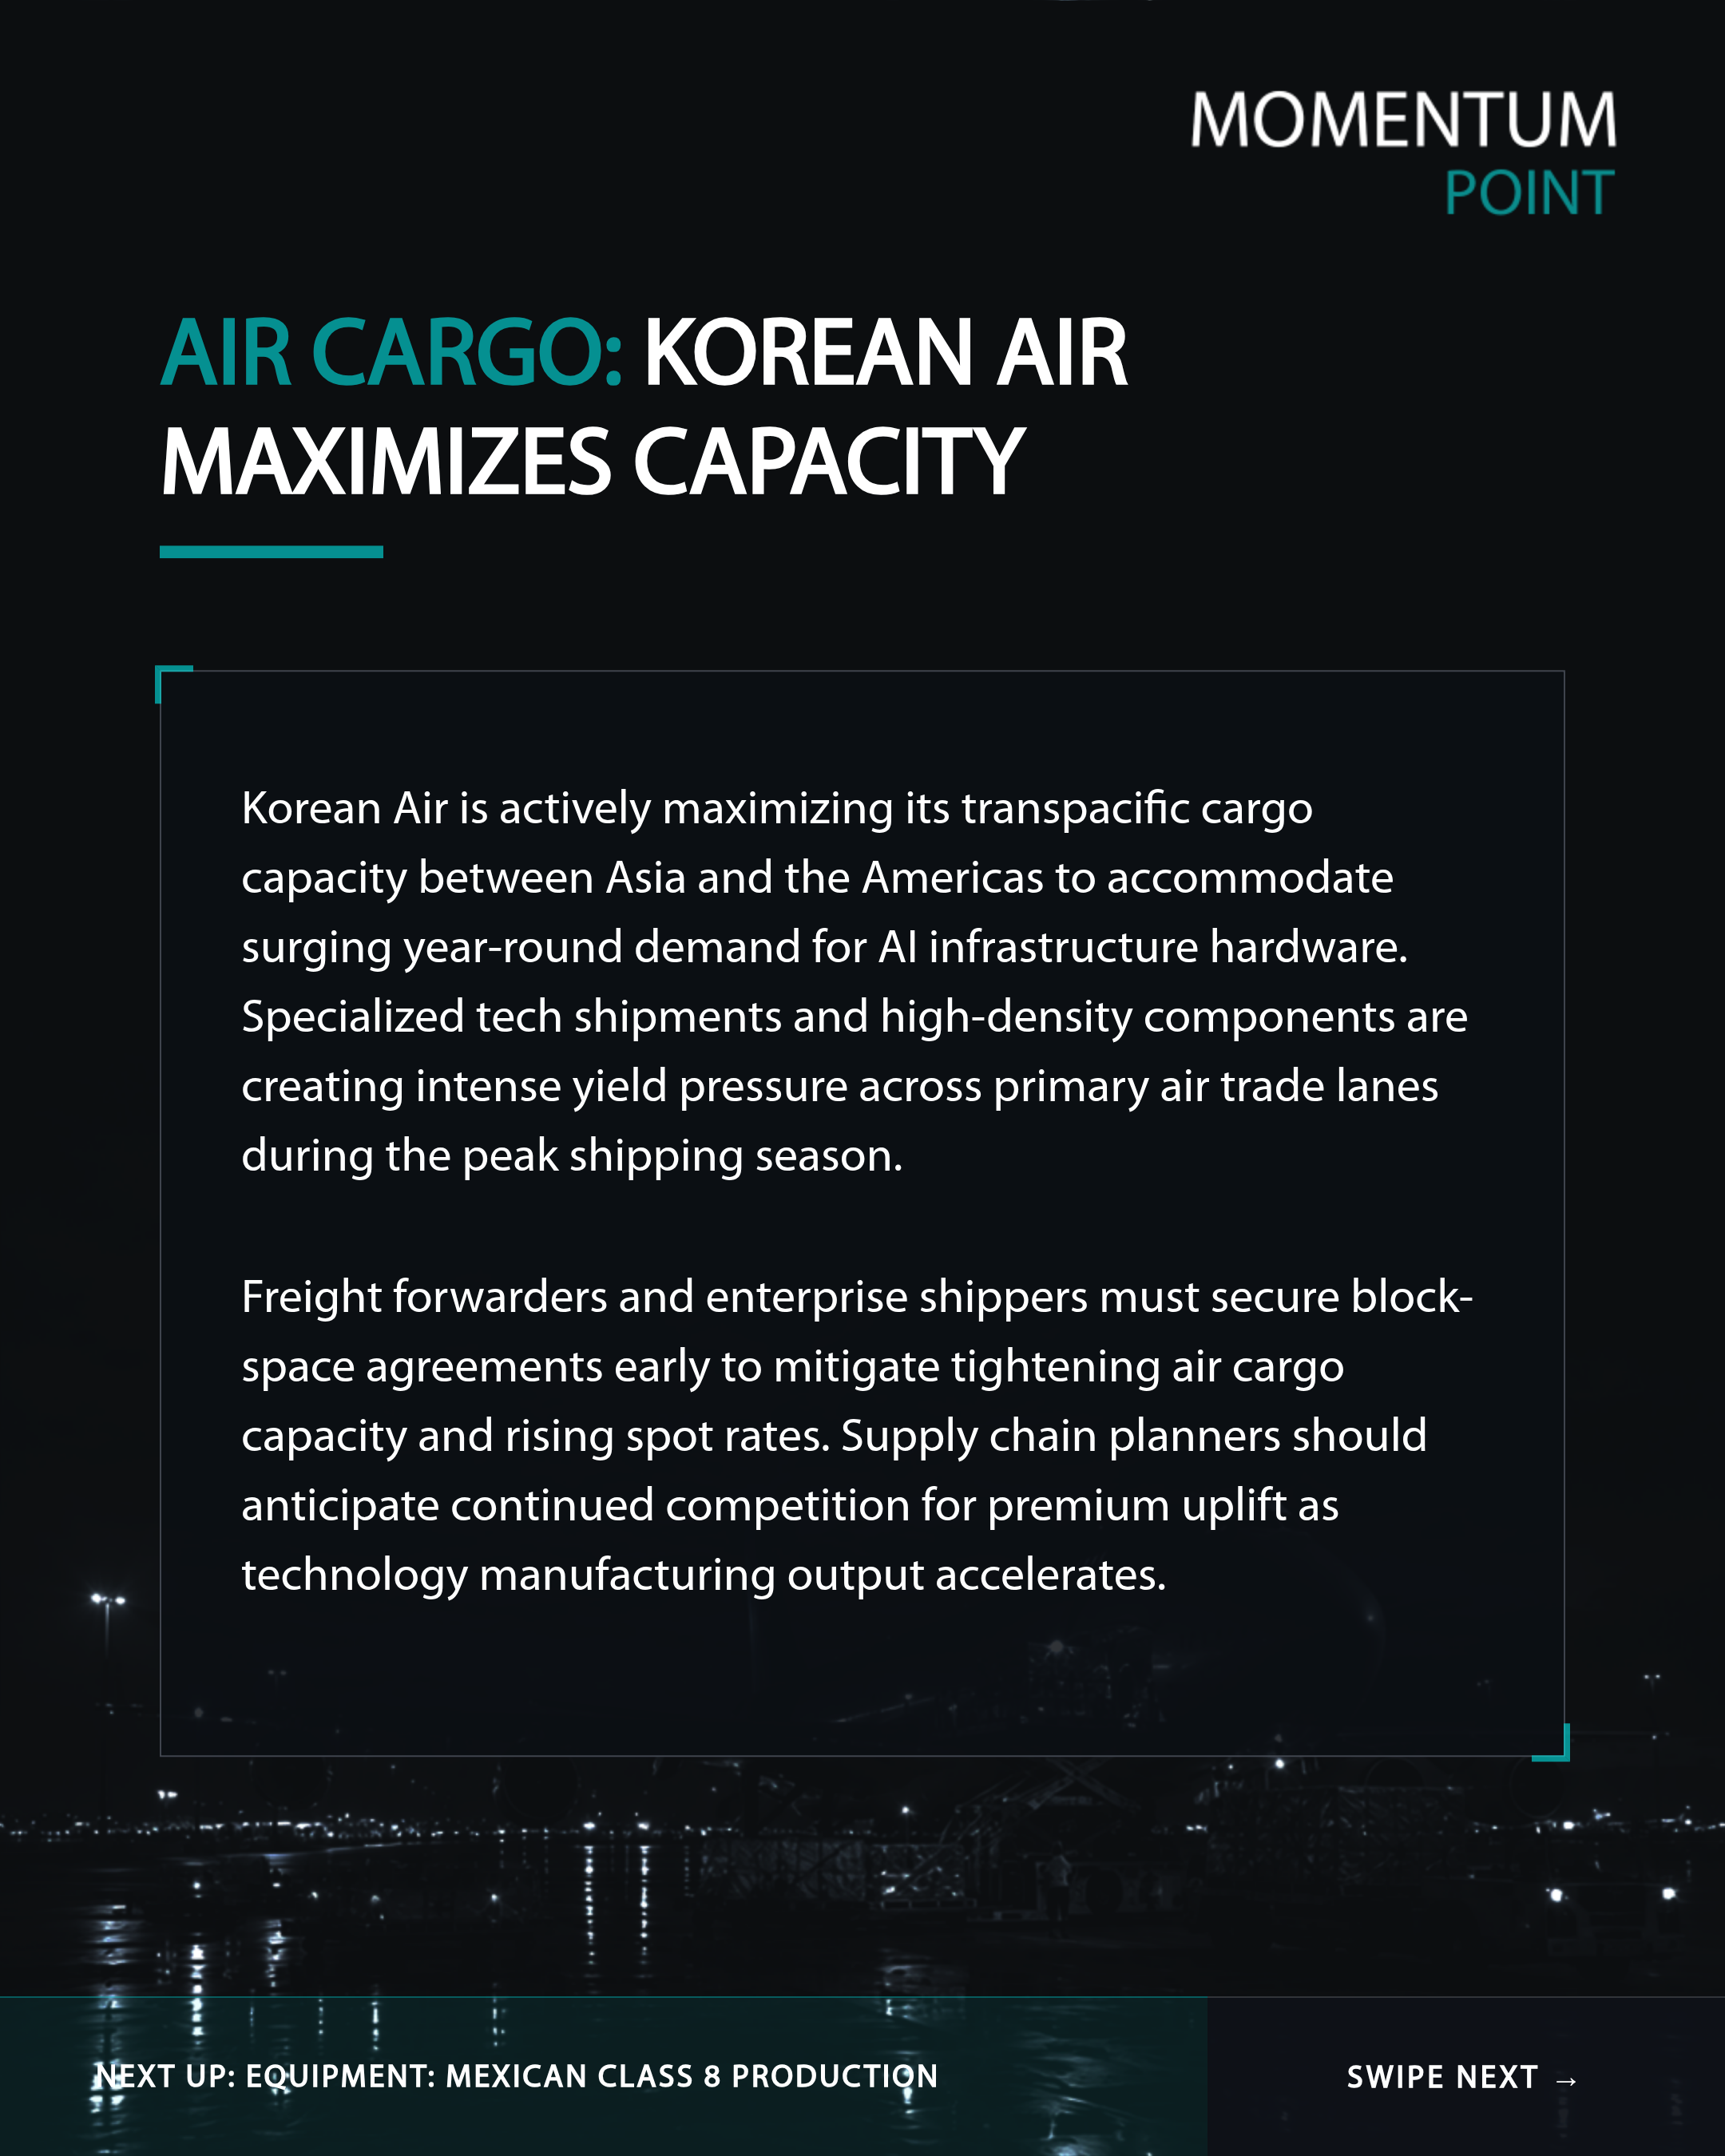 MOMENTUM
POINT
AIR CARGO: KOREAN AIR
MAXIMIZES CAPACITY
Korean Air is actively maximizing its transpacific cargo
capacity between Asia and the Americas to accommodate
surging year-round demand for AI infrastructure hardware.
Specialized tech shipments and high-density components are
creating intense yield pressure across primary air trade lanes
during the peak shipping season.
Freight forwarders and enterprise shippers must secure block-
space agreements early to mitigate tightening air cargo
capacity and rising spot rates. Supply chain planners should
anticipate continued competition for premium uplift as
technology manufacturing output accelerates.
NEXT UP: EQUIPMENT: MEXICAN CLASS 8 PRODUCTION
SWIPE NEXT →